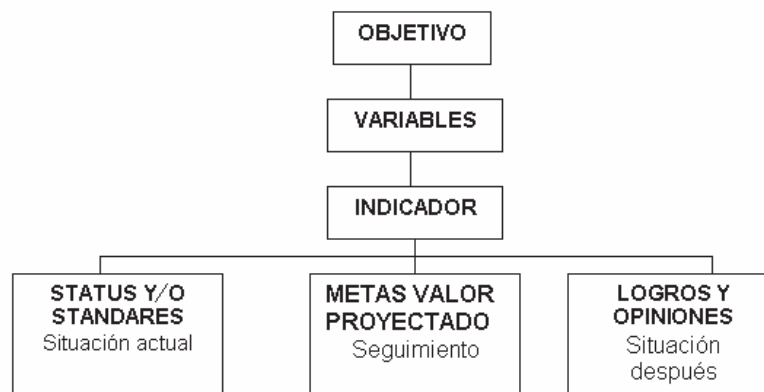 OBJETIVO
VARIABLES
INDICADOR
STATUS Y/O
STANDARES
Situación actual
METAS VALOR
PROYECTADO
Seguimiento
LOGROS Y
OPINIONES
Situación
después